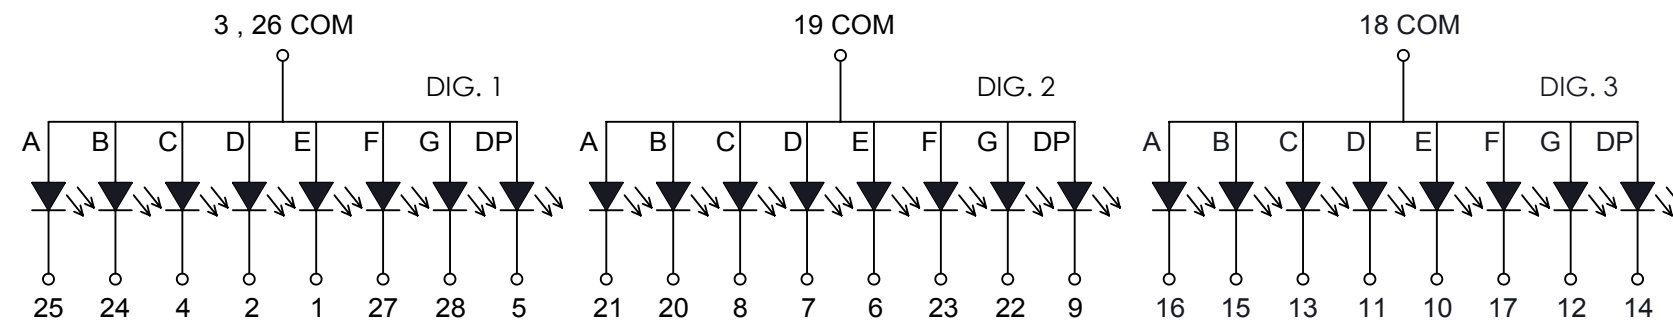 3 , 26 COM 19 COM 18 COM
DIG. 1 DIG. 2 DIG. 3
A B C D E F G DP A B C D E F G DP A B C D E F G DP
25 24 4 2 1 27 28 5 21 20 8 7 6 23 22 9 16 15 13 11 10 17 12 14